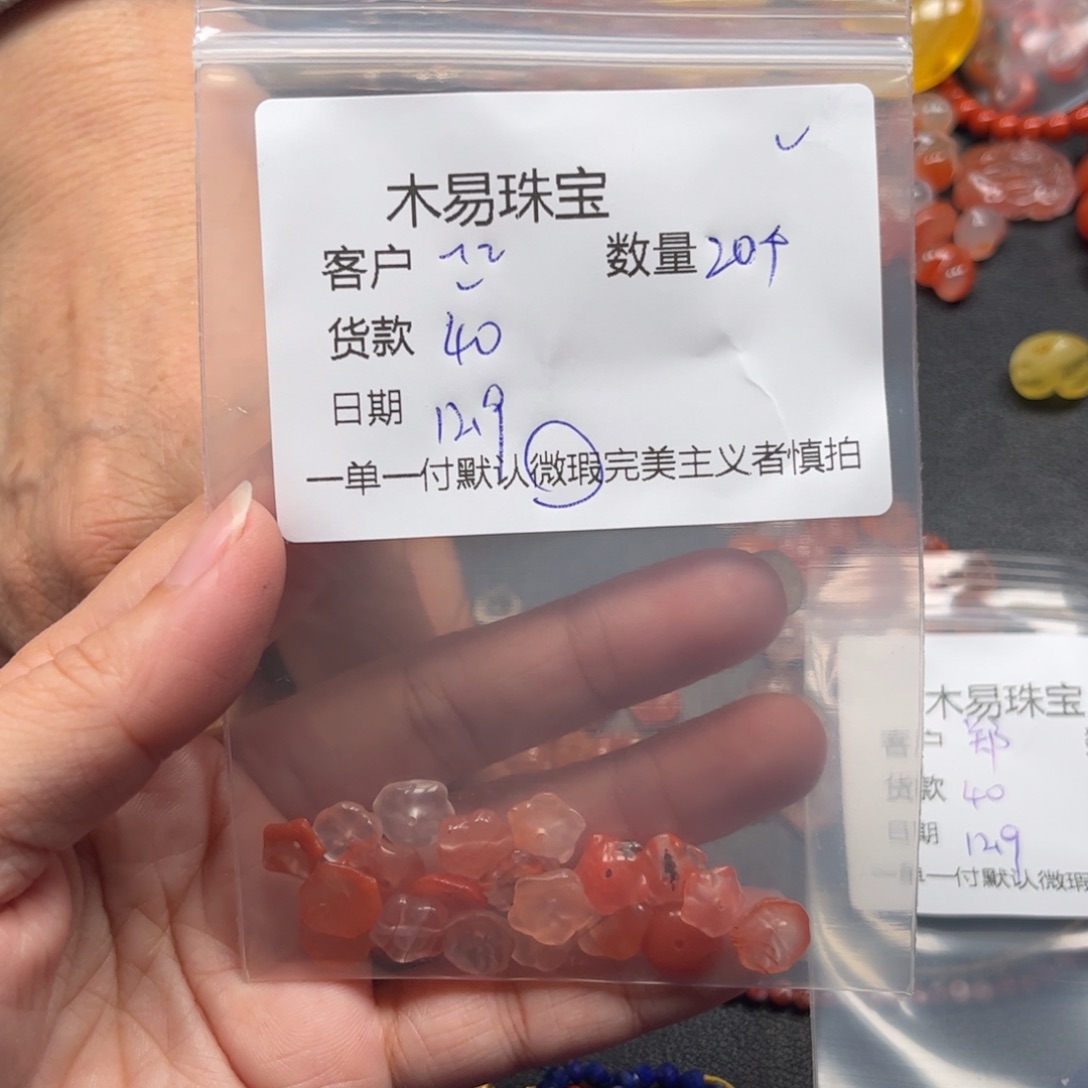 木易珠宝
客户 数量 20个
货款 40
日期 12.9
一单一付默认微瑕完美主义者慎拍
木易珠宝
客户 郑
货款 40
日期 12.9
一单一付默认微瑕